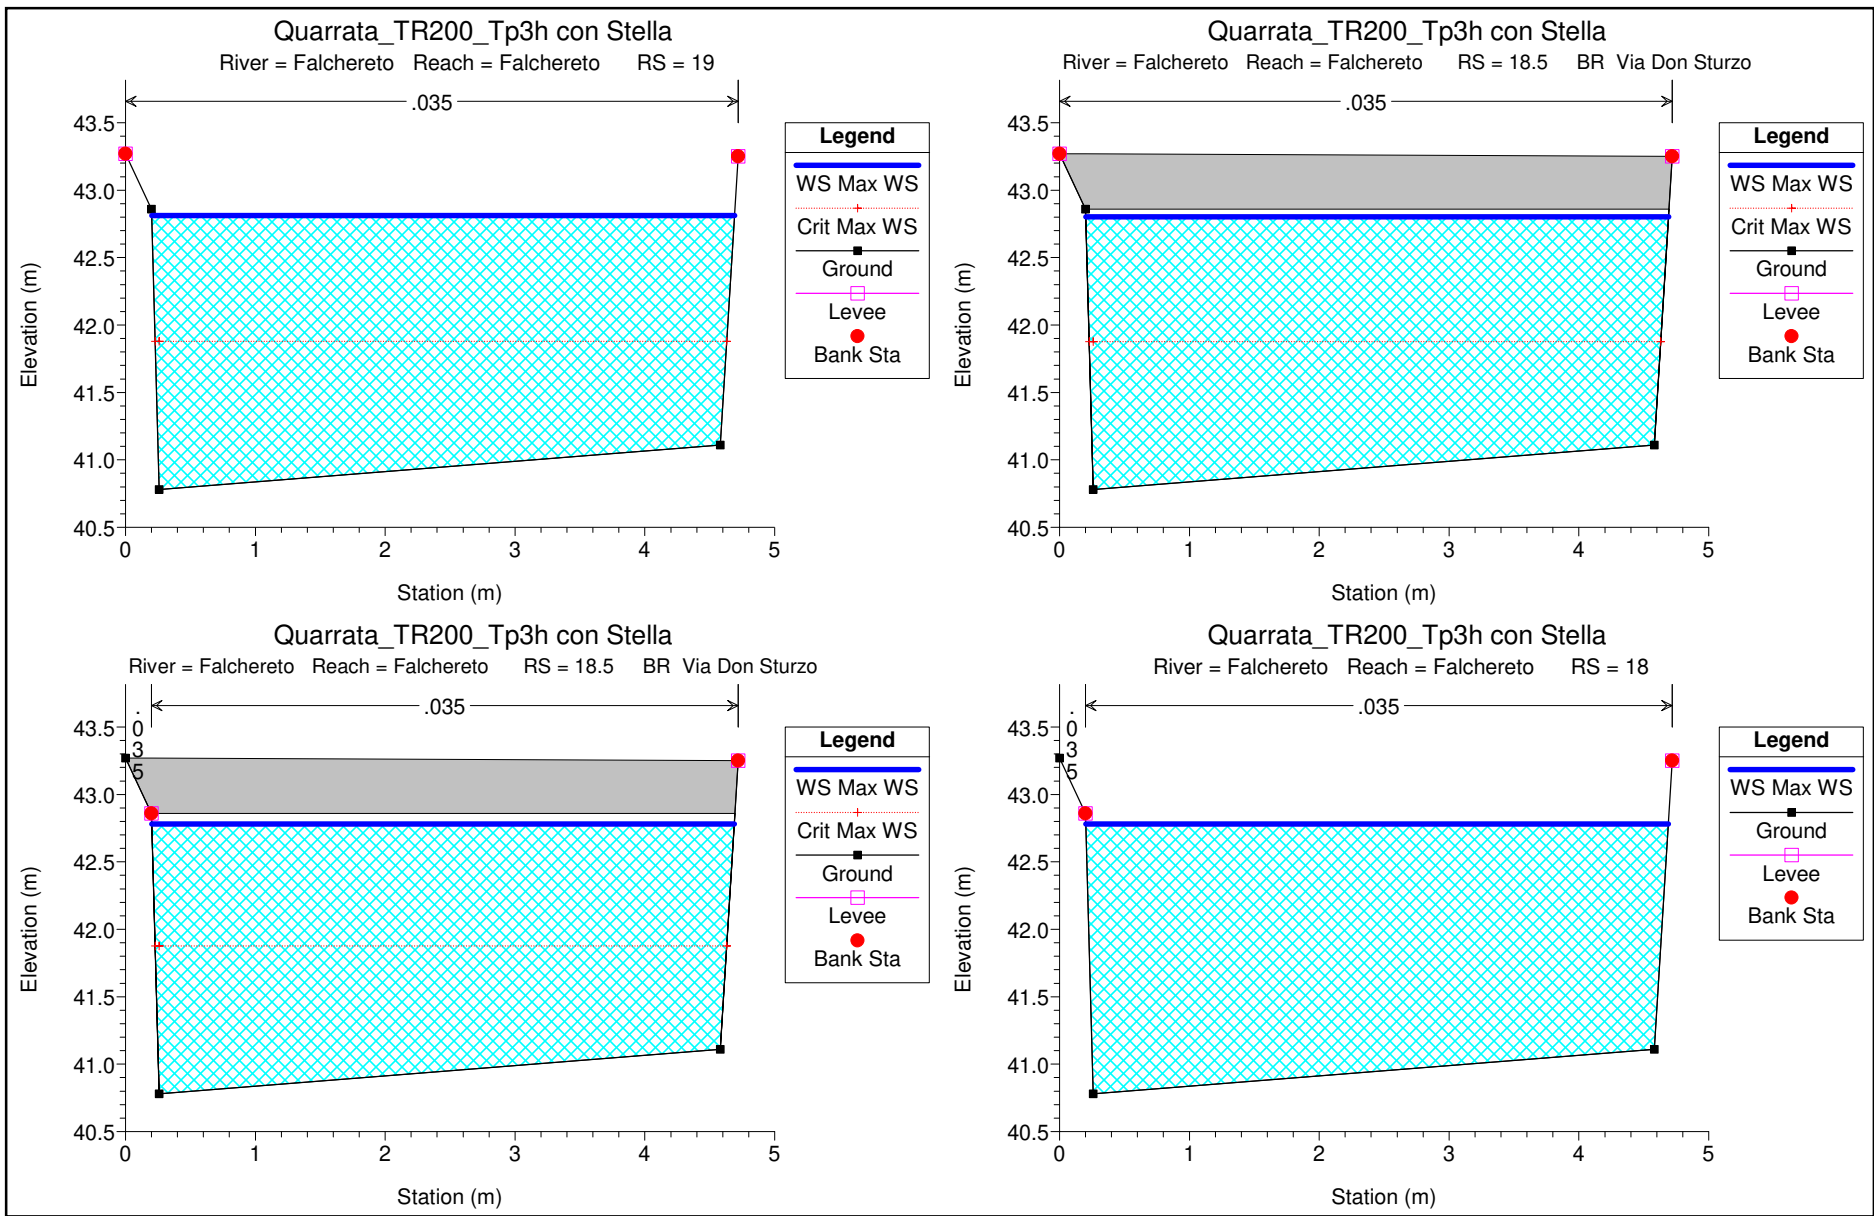 Quarrata_TR200_Tp3h con Stella
River = Falchereto Reach = Falchereto RS = 19
.035
43.5
43.0
42.5
42.0
41.5
41.0
40.5
0 1 2 3 4 5
Station (m)
Elevation (m)
Legend
WS Max WS
Crit Max WS
Ground
Levee
Bank Sta
Quarrata_TR200_Tp3h con Stella
River = Falchereto Reach = Falchereto RS = 18.5 BR Via Don Sturzo
.035
43.5
43.0
42.5
42.0
41.5
41.0
40.5
0 1 2 3 4 5
Station (m)
Elevation (m)
Legend
WS Max WS
Crit Max WS
Ground
Levee
Bank Sta
Quarrata_TR200_Tp3h con Stella
River = Falchereto Reach = Falchereto RS = 18.5 BR Via Don Sturzo
.035
.035
43.5
43.0
42.5
42.0
41.5
41.0
40.5
0 1 2 3 4 5
Station (m)
Elevation (m)
Legend
WS Max WS
Crit Max WS
Ground
Levee
Bank Sta
Quarrata_TR200_Tp3h con Stella
River = Falchereto Reach = Falchereto RS = 18
.035
.035
43.5
43.0
42.5
42.0
41.5
41.0
40.5
0 1 2 3 4 5
Station (m)
Elevation (m)
Legend
WS Max WS
Ground
Levee
Bank Sta